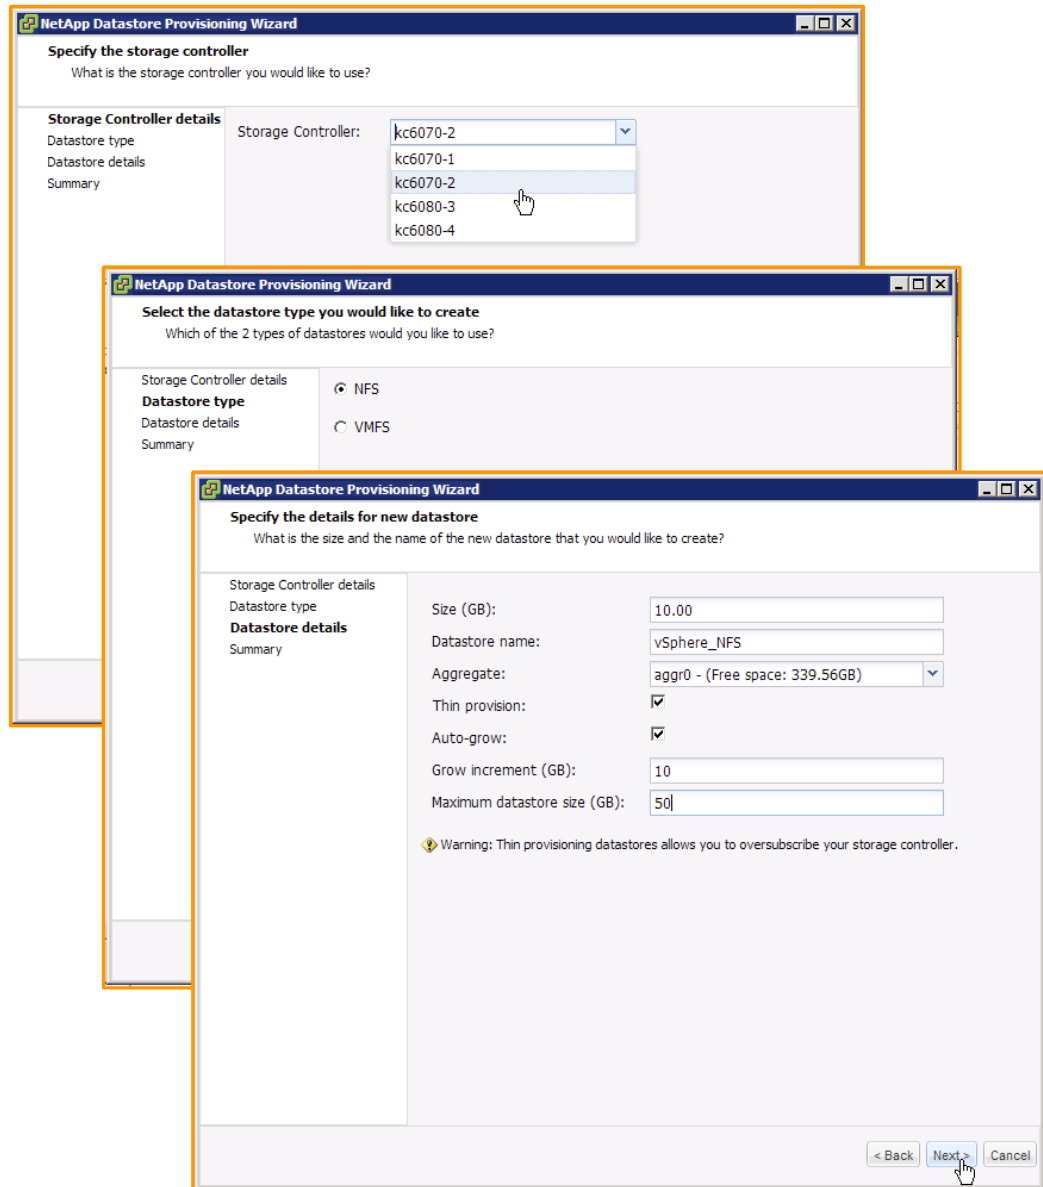 NetApp Datastore Provisioning Wizard
Specify the storage controller
What is the storage controller you would like to use?
Storage Controller details
Datastore type
Datastore details
Summary
Storage Controller: kc6070-2
kc6070-1
kc6070-2
kc6080-3
kc6080-4
NetApp Datastore Provisioning Wizard
Select the datastore type you would like to create
Which of the 2 types of datastores would you like to use?
Storage Controller details
Datastore type
Datastore details
Summary
NFS
VMFS
NetApp Datastore Provisioning Wizard
Specify the details for new datastore
What is the size and the name of the new datastore that you would like to create?
Storage Controller details
Datastore type
Datastore details
Summary
Size (GB): 10.00
Datastore name: vSphere_NFS
Aggregate: aggr0 - (Free space: 339.56GB)
Thin provision:
Auto-grow:
Grow increment (GB): 10
Maximum datastore size (GB): 50
Warning: Thin provisioning datastores allows you to oversubscribe your storage controller.
< Back Next > Cancel